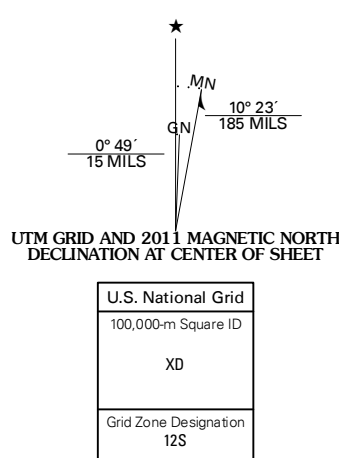 ★
MN
GN
10° 23´
185 MILS
0° 49´
15 MILS
UTM GRID AND 2011 MAGNETIC NORTH
DECLINATION AT CENTER OF SHEET
U.S. National Grid
100,000-m Square ID
XD
Grid Zone Designation
12S